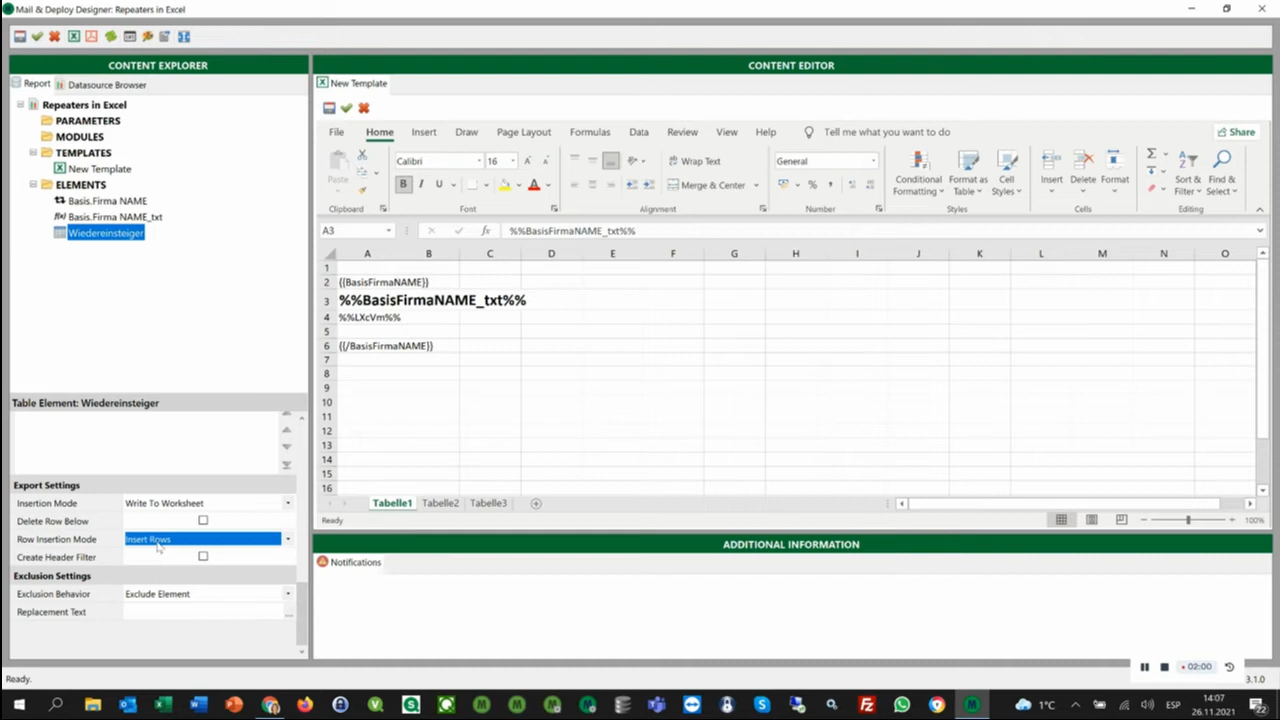 Mail & Deploy Designer: Repeaters in Excel
CONTENT EXPLORER
Report
Datasource Browser
Repeaters in Excel
PARAMETERS
MODULES
TEMPLATES
New Template
ELEMENTS
Basis.Firma NAME
f(x) Basis.Firma NAME_txt
Wiedereinsteiger
Table Element: Wiedereinsteiger
Export Settings
Insertion Mode Write To Worksheet
Delete Row Below
Row Insertion Mode Insert Rows
Create Header Filter
Exclusion Settings
Exclusion Behavior Exclude Element
Replacement Text ...
CONTENT EDITOR
New Template
File Home Insert Draw Page Layout Formulas Data Review View Help Tell me what you want to do Share
Paste
Calibri 16
B I U A
Wrap Text
Merge & Center
General
% ,
Conditional Formatting
Format as Table
Cell Styles
Insert Delete Format
Sort & Filter
Find & Select
Clipboard Font Alignment Number Styles Cells Editing
A3 fx %%BasisFirmaNAME_txt%%
A B C D E F G H I J K L M N O
1
2 {{BasisFirmaNAME}}
3 %%BasisFirmaNAME_txt%%
4 %%LXcVm%%
5
6 {{/BasisFirmaNAME}}
7
8
9
10
11
12
13
14
15
16
Tabelle1 Tabelle2 Tabelle3
Ready 100%
ADDITIONAL INFORMATION
Notifications
02:00
Ready. 3.1.0
1°C ESP 14:07
26.11.2021 22